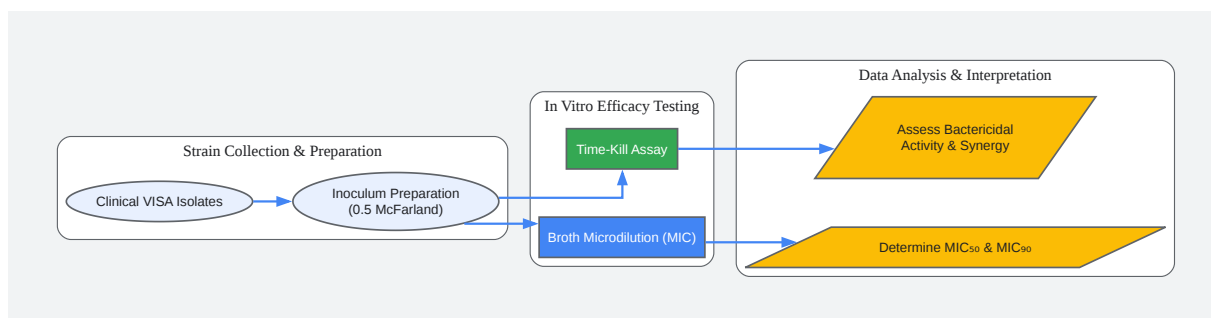 Strain Collection & Preparation
Clinical VISA Isolates
Inoculum Preparation
(0.5 McFarland)
In Vitro Efficacy Testing
Time-Kill Assay
Broth Microdilution (MIC)
Data Analysis & Interpretation
Assess Bactericidal
Activity & Synergy
Determine MIC₅₀ & MIC₉₀